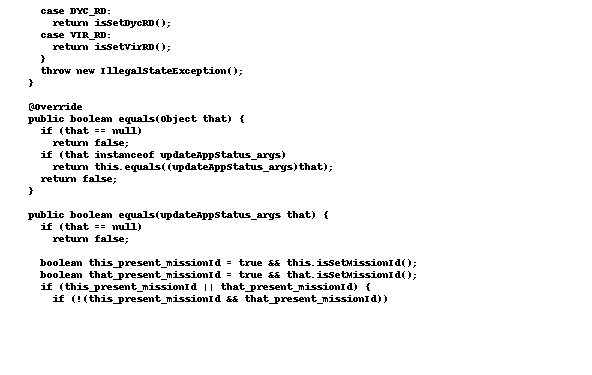 case DYC_RD:
return isSetDycRD();
case VIR_RD:
return isSetVirRD();
}
throw new IllegalStateException();
}
@Override
public boolean equals(Object that) {
if (that == null)
return false;
if (that instanceof updateAppStatus_args)
return this.equals((updateAppStatus_args)that);
return false;
}
public boolean equals(updateAppStatus_args that) {
if (that == null)
return false;
boolean this_present_missionId = true && this.isSetMissionId();
boolean that_present_missionId = true && that.isSetMissionId();
if (this_present_missionId || that_present_missionId) {
if (!(this_present_missionId && that_present_missionId))